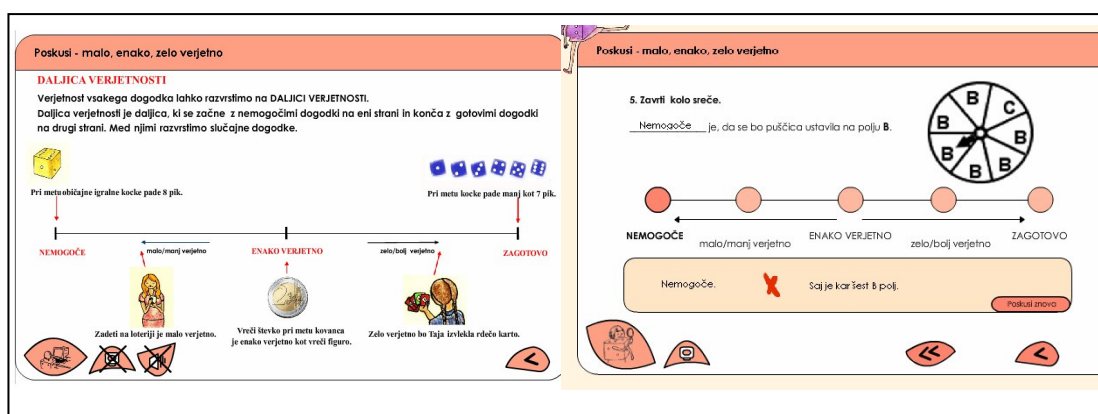 Poskusi - malo, enako, zelo verjetno
DALJICA VERJETNOSTI
Verjetnost vsakega dogodka lahko razvrstimo na DALJICI VERJETNOSTI.
Daljica verjetnosti je daljica, ki se začne z nemogočimi dogodki na eni strani in konča z gotovimi dogodki
na drugi strani. Med njimi razvrstimo slučajne dogodke.
Pri metu običajne igralne kocke pade 8 pik.
Pri metu kocke pade manj kot 7 pik.
NEMOGOČE
malo/manj verjetno
ENAKO VERJETNO
zelo/bolj verjetno
ZAGOTOVO
2
Zadeti na loteriji je malo verjetno.
Vreči števko pri metu kovanca
je enako verjetno kot vreči figuro.
Zelo verjetno bo Taja izvlekla rdečo karto.
Poskusi - malo, enako, zelo verjetno
5. Zavrti kolo sreče.
Nemogoče je, da se bo puščica ustavila na polju B.
B
C
B
B
B
B
B
B
NEMOGOČE
malo/manj verjetno
ENAKO VERJETNO
zelo/bolj verjetno
ZAGOTOVO
Nemogoče.
Saj je kar šest B polj.
Poskusi znova